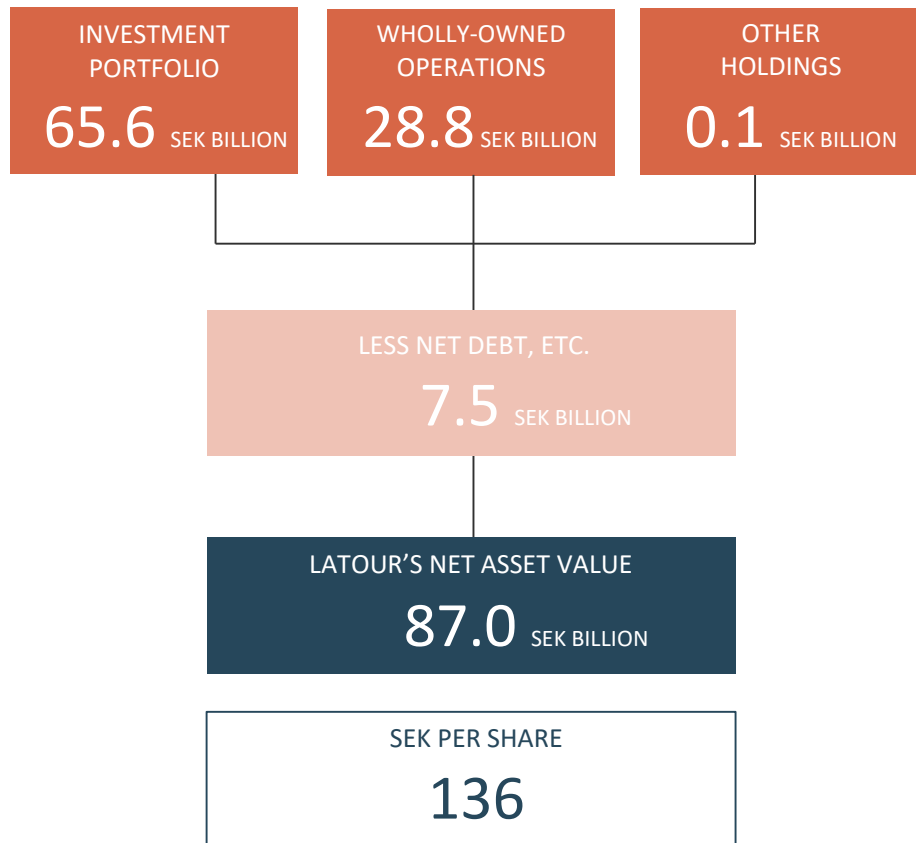 INVESTMENT
PORTFOLIO
65.6 SEK BILLION
WHOLLY-OWNED
OPERATIONS
28.8 SEK BILLION
OTHER
HOLDINGS
0.1 SEK BILLION
LESS NET DEBT, ETC.
7.5 SEK BILLION
LATOUR’S NET ASSET VALUE
87.0 SEK BILLION
SEK PER SHARE
136